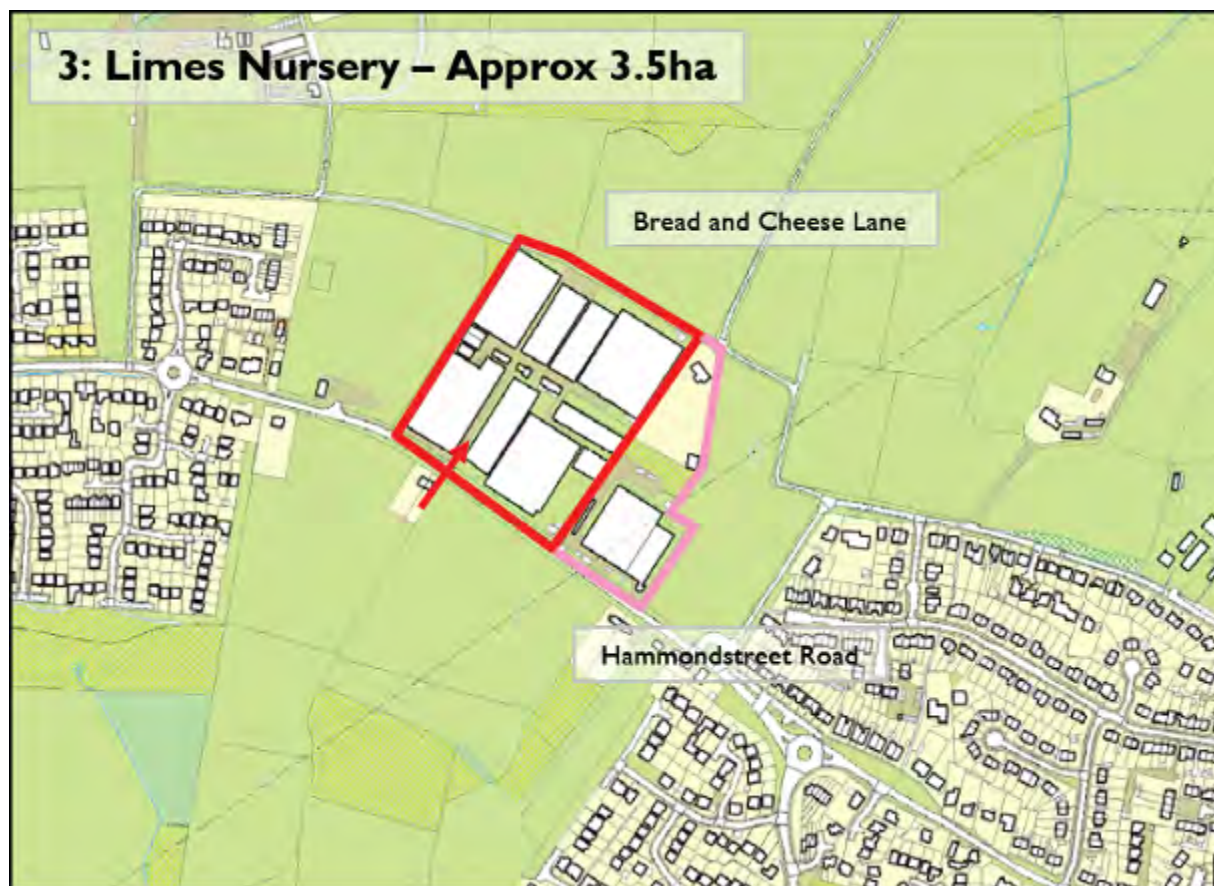 3: Limes Nursery – Approx 3.5ha
Bread and Cheese Lane
Hammondstreet Road